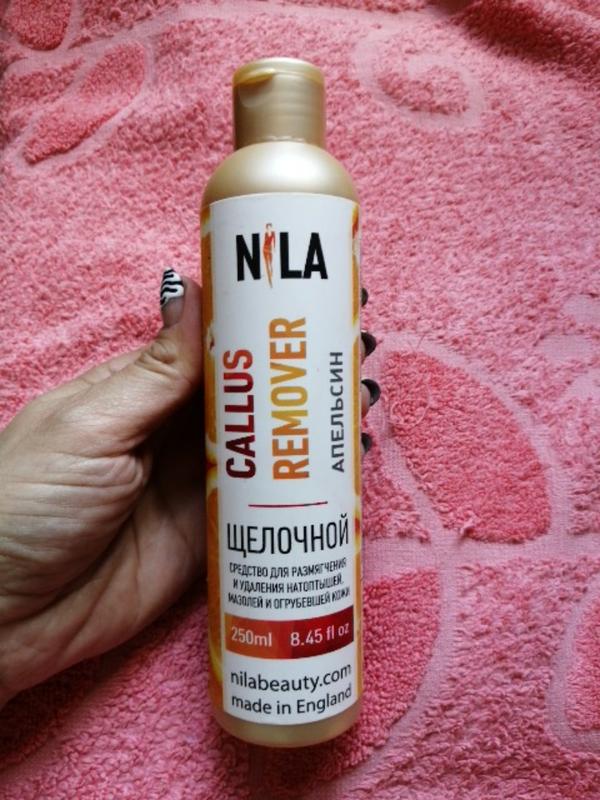 NILA
CALLUS
REMOVER
АПЕЛЬСИН
ЩЕЛОЧНОЙ
СРЕДСТВО ДЛЯ РАЗМЯГЧЕНИЯ
И УДАЛЕНИЯ НАТОПТЫШЕЙ,
МАЗОЛЕЙ И ОГРУБЕВШЕЙ КОЖИ
250ml 8.45 fl oz
nilabeauty.com
made in England